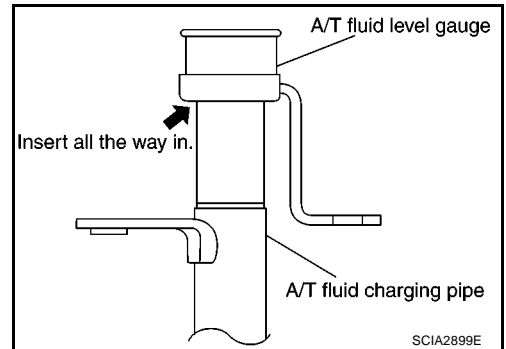 A/T fluid level gauge
Insert all the way in.
A/T fluid charging pipe
SCIA2899E